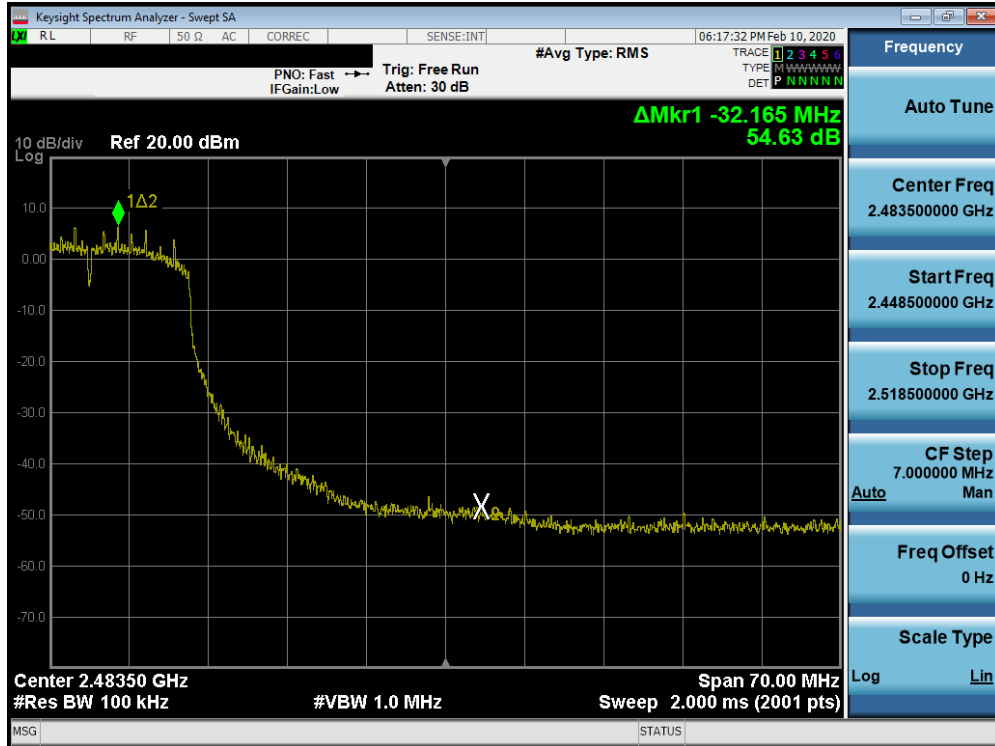 Keysight Spectrum Analyzer - Swept SA
LXI RL RF 50 Ω AC CORREC SENSE:INT 06:17:32 PM Feb 10, 2020
#Avg Type: RMS
TRACE 1 2 3 4 5 6
PNO: Fast Trig: Free Run
TYPE M W W W W W
IFGain:Low Atten: 30 dB
DET P N N N N N
ΔMkr1 -32.165 MHz
54.63 dB
10 dB/div Ref 20.00 dBm
Log
1Δ2
10.0
0.00
-10.0
-20.0
-30.0
-40.0
-50.0
X
-60.0
-70.0
Center 2.48350 GHz Span 70.00 MHz
#Res BW 100 kHz #VBW 1.0 MHz Sweep 2.000 ms (2001 pts)
MSG STATUS
Frequency
Auto Tune
Center Freq
2.483500000 GHz
Start Freq
2.448500000 GHz
Stop Freq
2.518500000 GHz
CF Step
7.000000 MHz
Auto Man
Freq Offset
0 Hz
Scale Type
Log Lin